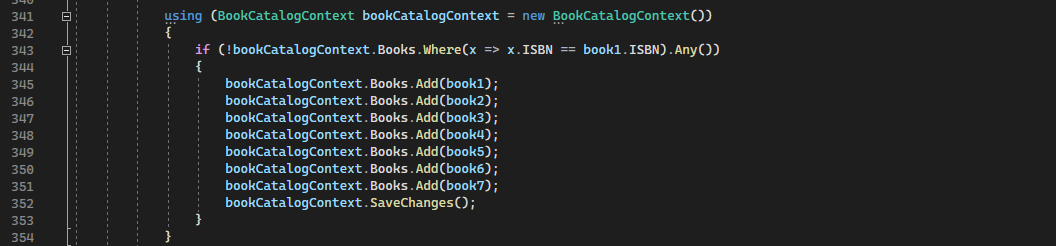 340
341 using (BookCatalogContext bookCatalogContext = new BookCatalogContext())
342 {
343 if (!bookCatalogContext.Books.Where(x => x.ISBN == book1.ISBN).Any())
344 {
345 bookCatalogContext.Books.Add(book1);
346 bookCatalogContext.Books.Add(book2);
347 bookCatalogContext.Books.Add(book3);
348 bookCatalogContext.Books.Add(book4);
349 bookCatalogContext.Books.Add(book5);
350 bookCatalogContext.Books.Add(book6);
351 bookCatalogContext.Books.Add(book7);
352 bookCatalogContext.SaveChanges();
353 }
354 }